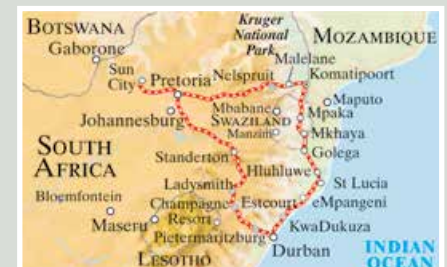 Kruger
National
Park
BOTSWANA
Gaborone
MOZAMBIQUE
Malelane
Sun
City
Pretoria
Nelspruit
Komatipoort
Mbabane
Maputo
SWAZILAND
Mpaka
Johannesburg
Manzini
Mkhaya
SOUTH
AFRICA
Standerton
Golega
Hluhluwe
Ladysmith
St Lucia
Bloemfontein
Champagne
Resort
Estcourt
eMpangeni
Maseru
KwaDukuza
Pietermaritzburg
Durban
LESOTHO
INDIAN
OCEAN